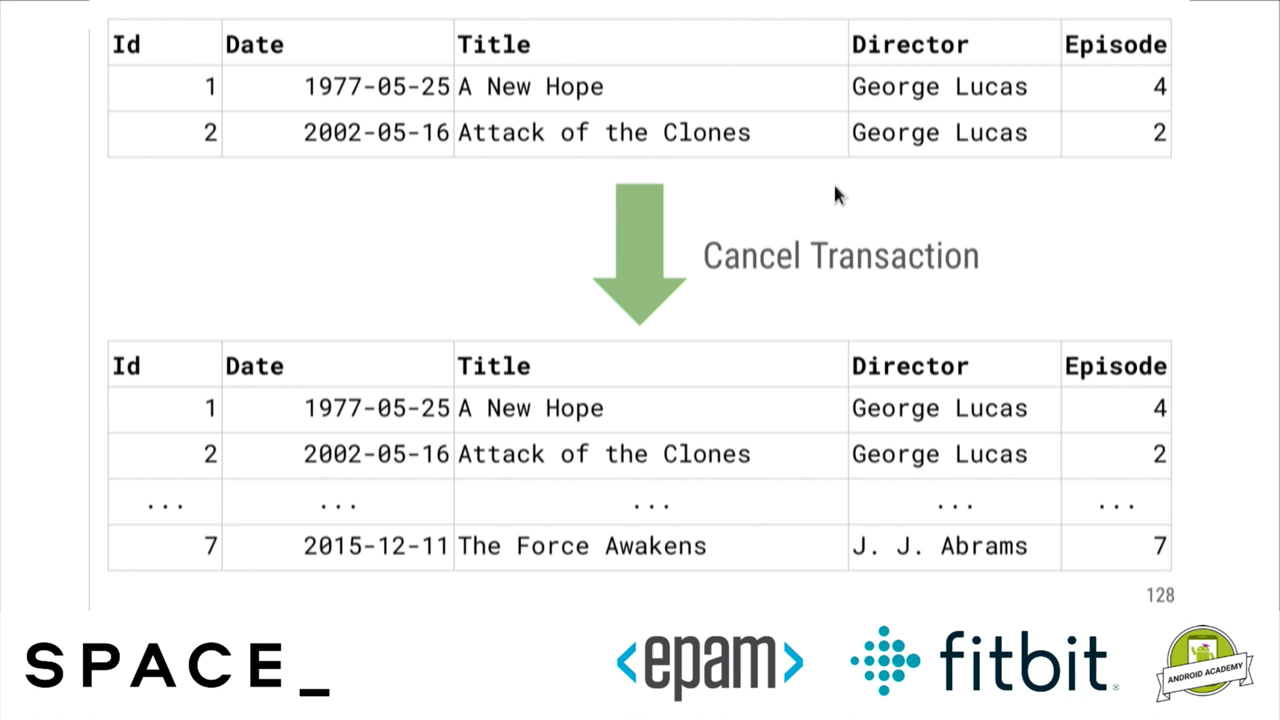 Id Date Title Director Episode
1 1977-05-25 A New Hope George Lucas 4
2 2002-05-16 Attack of the Clones George Lucas 2
Cancel Transaction
Id Date Title Director Episode
1 1977-05-25 A New Hope George Lucas 4
2 2002-05-16 Attack of the Clones George Lucas 2
... ... ... ... ...
7 2015-12-11 The Force Awakens J. J. Abrams 7
128
SPACE_ <epam> fitbit® ANDROID ACADEMY